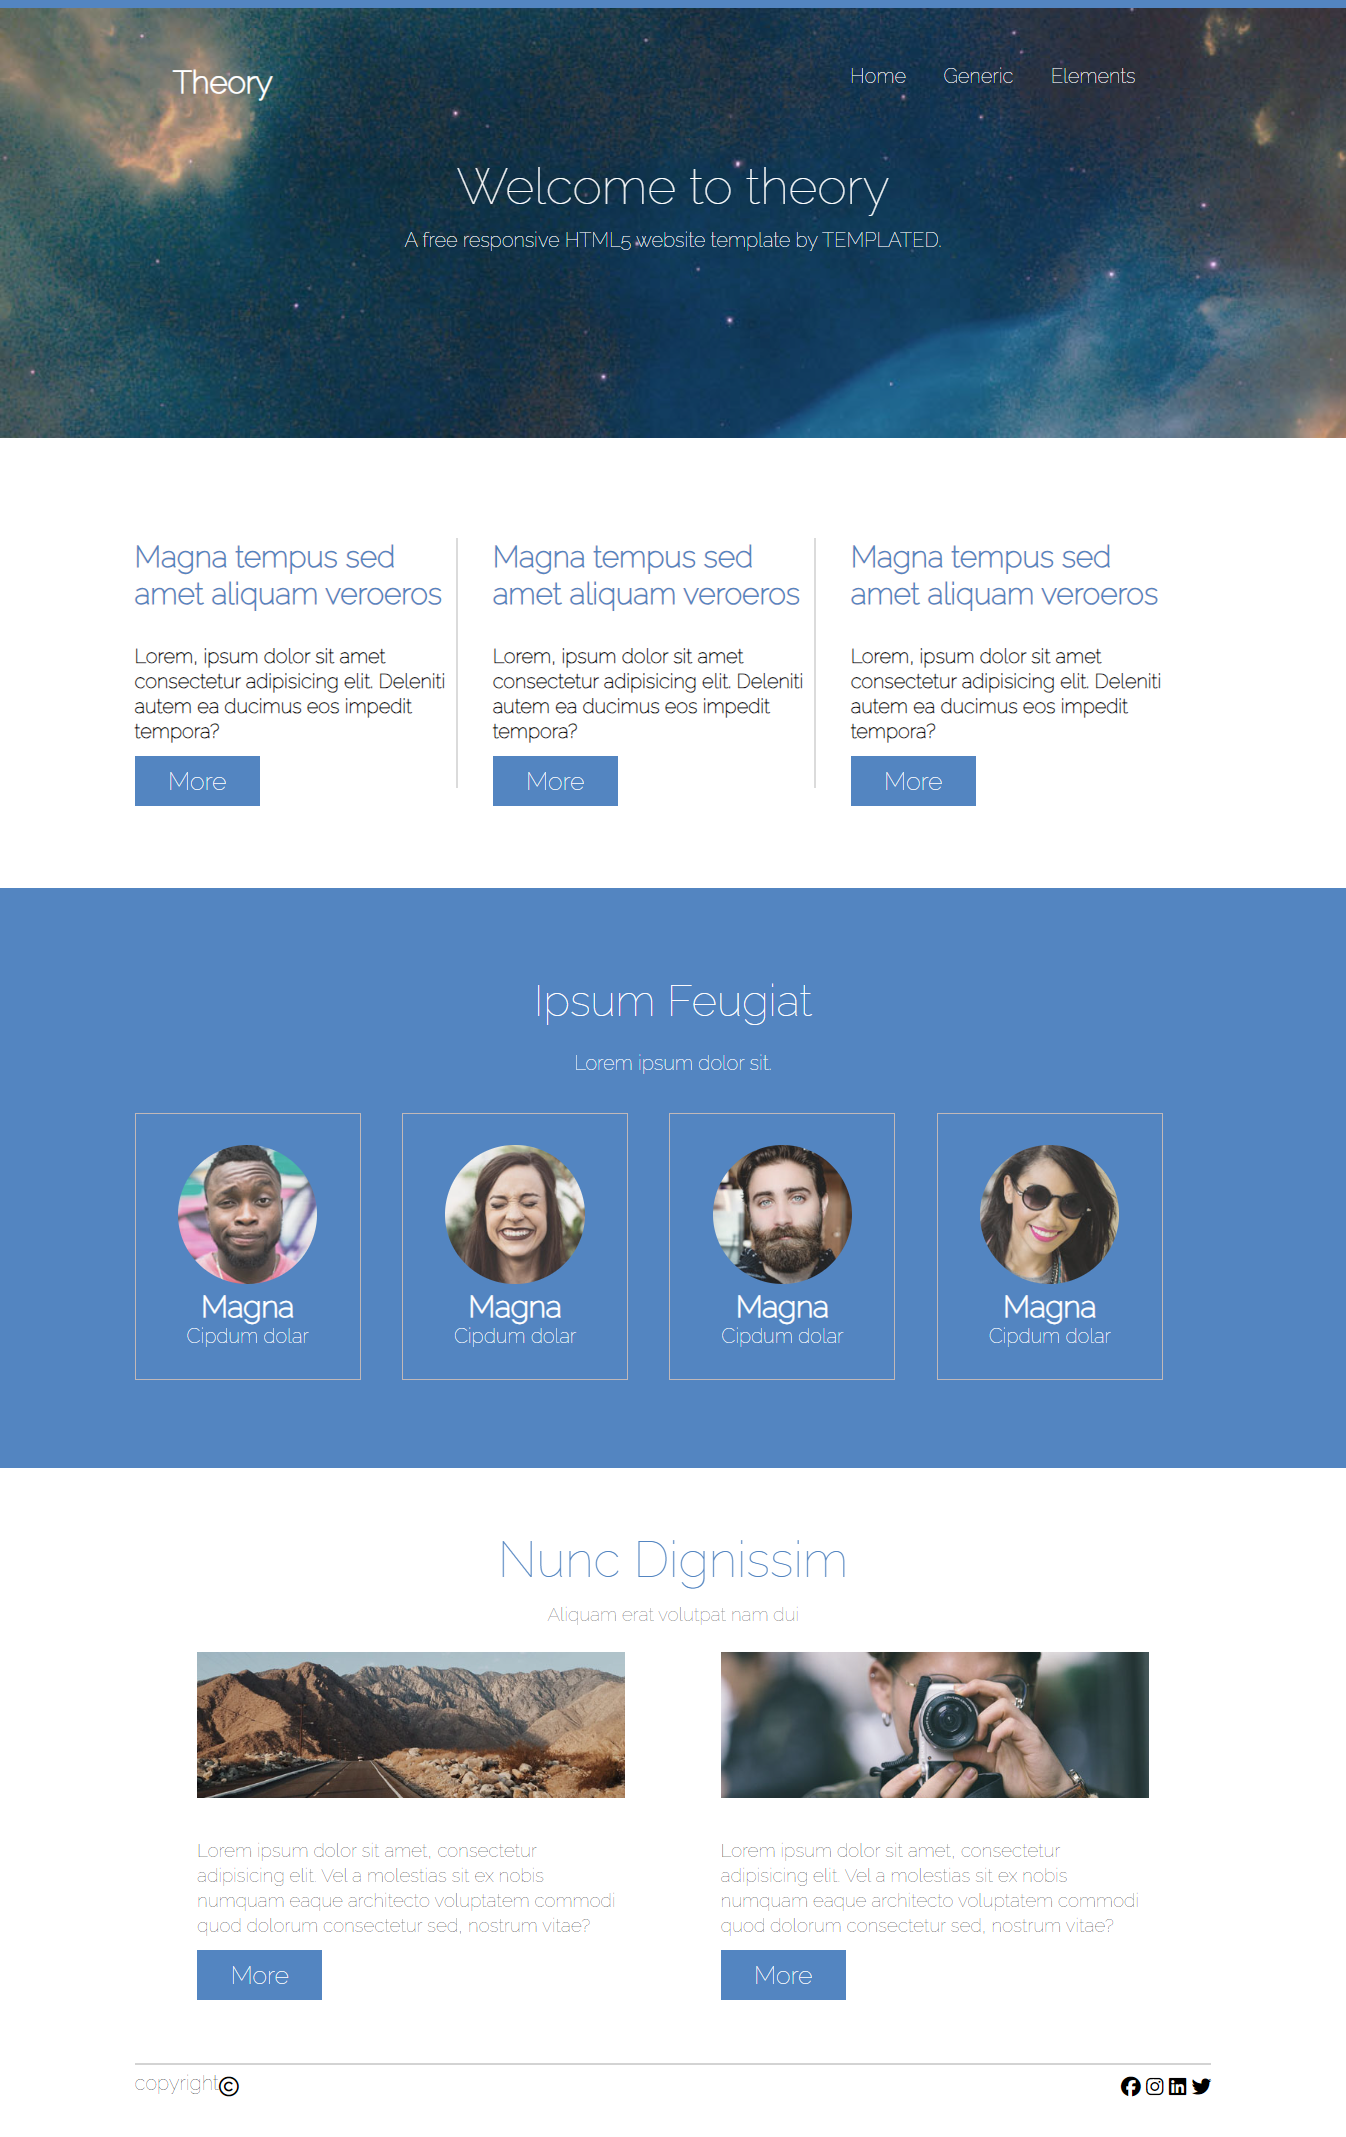 Theory
Home Generic Elements
Welcome to theory
A free responsive HTML5 website template by TEMPLATED.
Magna tempus sed
amet aliquam veroeros
Lorem, ipsum dolor sit amet
consectetur adipisicing elit. Deleniti
autem ea ducimus eos impedit
tempora?
More
Magna tempus sed
amet aliquam veroeros
Lorem, ipsum dolor sit amet
consectetur adipisicing elit. Deleniti
autem ea ducimus eos impedit
tempora?
More
Magna tempus sed
amet aliquam veroeros
Lorem, ipsum dolor sit amet
consectetur adipisicing elit. Deleniti
autem ea ducimus eos impedit
tempora?
More
Ipsum Feugiat
Lorem ipsum dolor sit.
Magna
Cipdum dolar
Magna
Cipdum dolar
Magna
Cipdum dolar
Magna
Cipdum dolar
Nunc Dignissim
Aliquam erat volutpat nam dui
Lorem ipsum dolor sit amet, consectetur
adipisicing elit. Vel a molestias sit ex nobis
numquam eaque architecto voluptatem commodi
quod dolorum consectetur sed, nostrum vitae?
More
Lorem ipsum dolor sit amet, consectetur
adipisicing elit. Vel a molestias sit ex nobis
numquam eaque architecto voluptatem commodi
quod dolorum consectetur sed, nostrum vitae?
More
copyright©